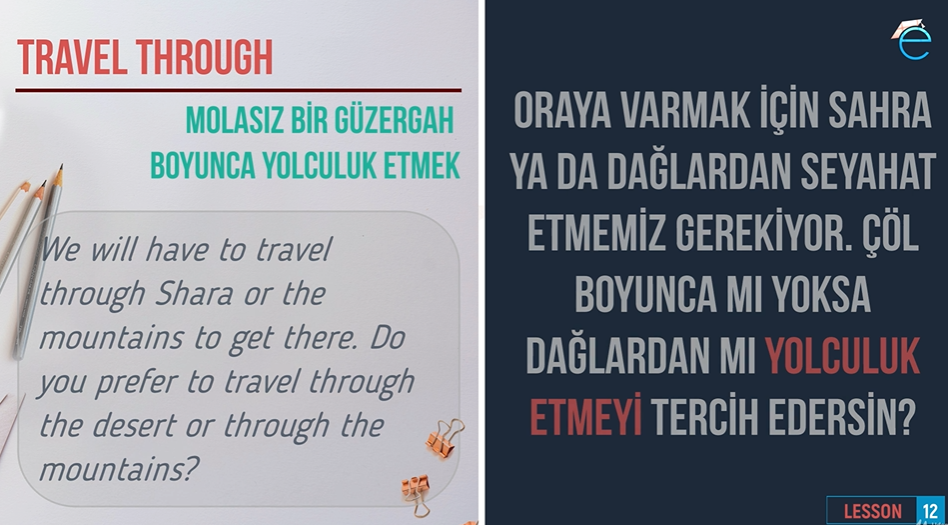 TRAVEL THROUGH
MOLASIZ BİR GÜZERGAH
BOYUNCA YOLCULUK ETMEK
We will have to travel
through Shara or the
mountains to get there. Do
you prefer to travel through
the desert or through the
mountains?
e
ORAYA VARMAK İÇİN SAHRA
YA DA DAĞLARDAN SEYAHAT
ETMEMİZ GEREKİYOR. ÇÖL
BOYUNCA MI YOKSA
DAĞLARDAN MI YOLCULUK
ETMEYİ TERCİH EDERSİN?
LESSON 12